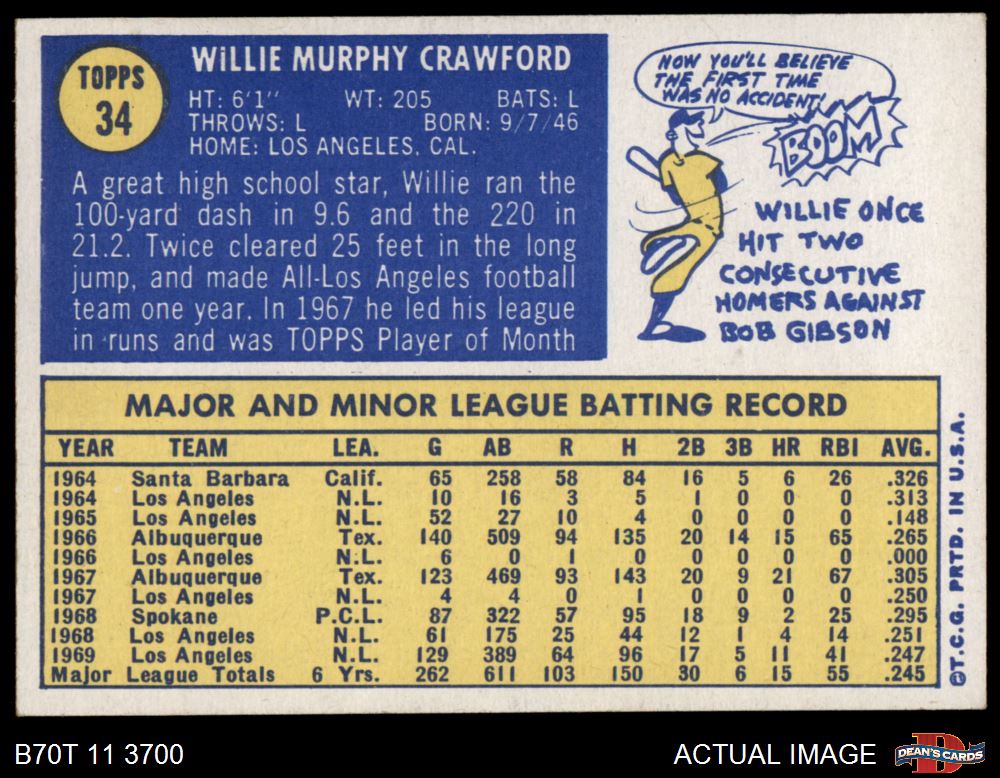 TOPPS
34
WILLIE MURPHY CRAWFORD
HT: 6'1" WT: 205 BATS: L
THROWS: L BORN: 9/7/46
HOME: LOS ANGELES, CAL.
A great high school star, Willie ran the
100-yard dash in 9.6 and the 220 in
21.2. Twice cleared 25 feet in the long
jump, and made All-Los Angeles football
team one year. In 1967 he led his league
in runs and was TOPPS Player of Month
NOW YOU'LL BELIEVE
THE FIRST TIME
WAS NO ACCIDENT!
BOOM
WILLIE ONCE
HIT TWO
CONSECUTIVE
HOMERS AGAINST
BOB GIBSON
MAJOR AND MINOR LEAGUE BATTING RECORD
YEAR TEAM LEA. G AB R H 2B 3B HR RBI AVG.
1964 Santa Barbara Calif. 65 258 58 84 16 5 6 26 .326
1964 Los Angeles N.L. 10 16 3 5 1 0 0 0 .313
1965 Los Angeles N.L. 52 27 10 4 0 0 0 0 .148
1966 Albuquerque Tex. 140 509 94 135 20 14 15 65 .265
1966 Los Angeles N.L. 6 0 1 0 0 0 0 0 .000
1967 Albuquerque Tex. 123 469 93 143 20 9 21 67 .305
1967 Los Angeles N.L. 4 4 0 1 0 0 0 0 .250
1968 Spokane P.C.L. 87 322 57 95 18 9 2 25 .295
1968 Los Angeles N.L. 61 175 25 44 12 1 4 14 .251
1969 Los Angeles N.L. 129 389 64 96 17 5 11 41 .247
Major League Totals 6 Yrs. 262 611 103 150 30 6 15 55 .245
©T.C.G. PRTD. IN U.S.A.
B70T 11 3700
ACTUAL IMAGE
D
DEAN'S CARDS